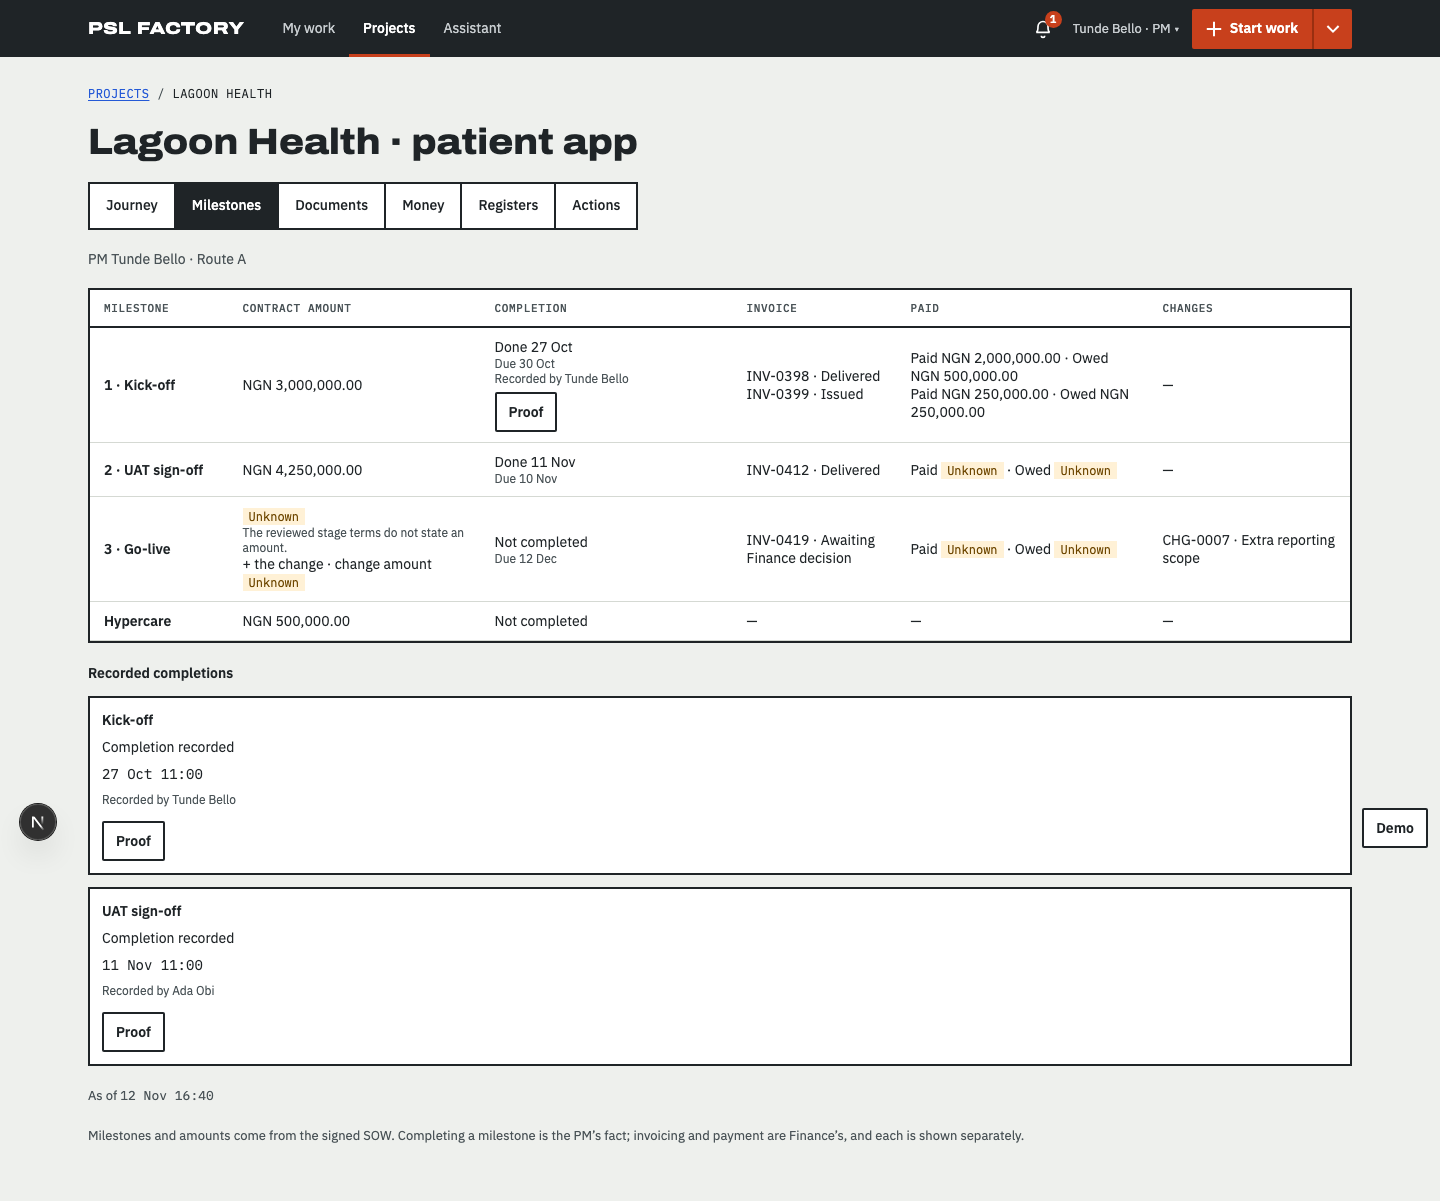 PSL FACTORY
My work
Projects
Assistant
1
Tunde Bello · PM ▾
Start work
PROJECTS / LAGOON HEALTH
Lagoon Health · patient app
Journey
Milestones
Documents
Money
Registers
Actions
PM Tunde Bello · Route A
MILESTONE
CONTRACT AMOUNT
COMPLETION
INVOICE
PAID
CHANGES
1 · Kick-off
NGN 3,000,000.00
Done 27 Oct
Due 30 Oct
Recorded by Tunde Bello
Proof
INV-0398 · Delivered
INV-0399 · Issued
Paid NGN 2,000,000.00 · Owed
NGN 500,000.00
Paid NGN 250,000.00 · Owed NGN
250,000.00
—
2 · UAT sign-off
NGN 4,250,000.00
Done 11 Nov
Due 10 Nov
INV-0412 · Delivered
Paid Unknown · Owed Unknown
—
3 · Go-live
Unknown
The reviewed stage terms do not state an
amount.
+ the change · change amount
Unknown
Not completed
Due 12 Dec
INV-0419 · Awaiting
Finance decision
Paid Unknown · Owed Unknown
CHG-0007 · Extra reporting
scope
Hypercare
NGN 500,000.00
Not completed
—
—
—
Recorded completions
Kick-off
Completion recorded
27 Oct 11:00
Recorded by Tunde Bello
Proof
N
Demo
UAT sign-off
Completion recorded
11 Nov 11:00
Recorded by Ada Obi
Proof
As of 12 Nov 16:40
Milestones and amounts come from the signed SOW. Completing a milestone is the PM’s fact; invoicing and payment are Finance’s, and each is shown separately.